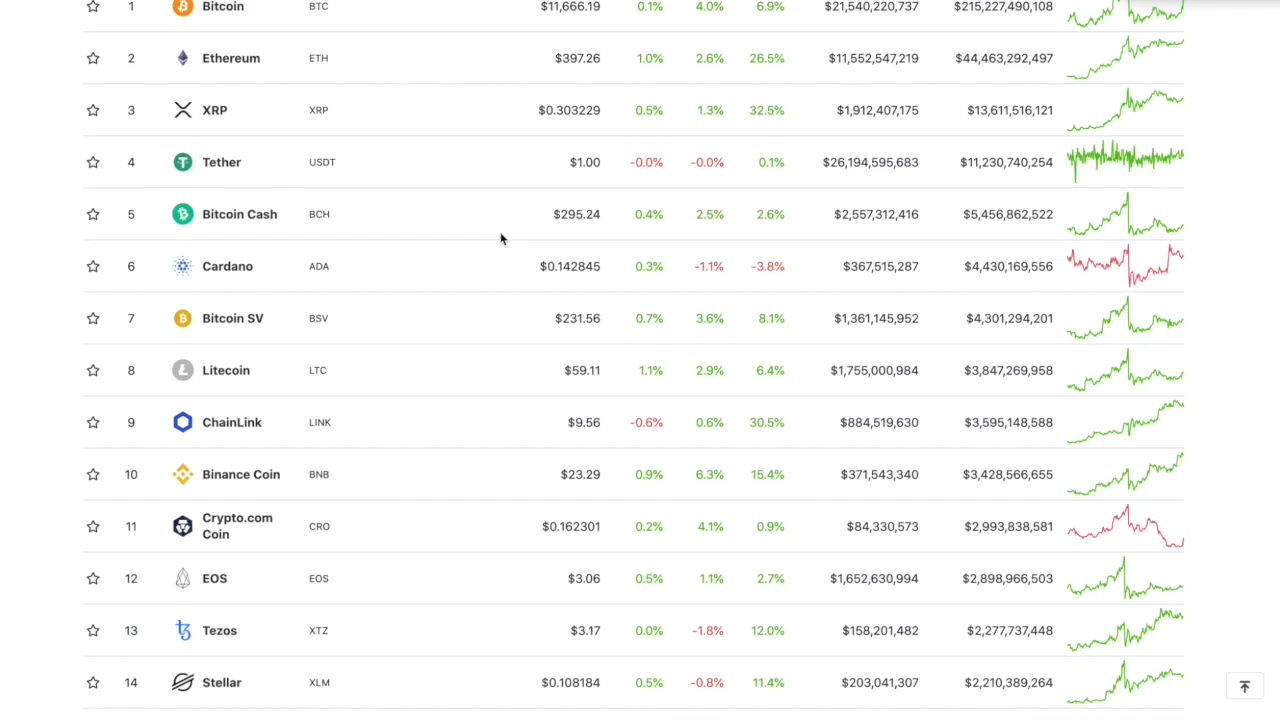 1 Bitcoin BTC $11,666.19 0.1% 4.0% 6.9% $21,540,220,737 $215,227,490,108
2 Ethereum ETH $397.26 1.0% 2.6% 26.5% $11,552,547,219 $44,463,292,497
3 XRP XRP $0.303229 0.5% 1.3% 32.5% $1,912,407,175 $13,611,516,121
4 Tether USDT $1.00 -0.0% -0.0% 0.1% $26,194,595,683 $11,230,740,254
5 Bitcoin Cash BCH $295.24 0.4% 2.5% 2.6% $2,557,312,416 $5,456,862,522
6 Cardano ADA $0.142845 0.3% -1.1% -3.8% $367,515,287 $4,430,169,556
7 Bitcoin SV BSV $231.56 0.7% 3.6% 8.1% $1,361,145,952 $4,301,294,201
8 Litecoin LTC $59.11 1.1% 2.9% 6.4% $1,755,000,984 $3,847,269,958
9 ChainLink LINK $9.56 -0.6% 0.6% 30.5% $884,519,630 $3,595,148,588
10 Binance Coin BNB $23.29 0.9% 6.3% 15.4% $371,543,340 $3,428,566,655
11 Crypto.com
Coin CRO $0.162301 0.2% 4.1% 0.9% $84,330,573 $2,993,838,581
12 EOS EOS $3.06 0.5% 1.1% 2.7% $1,652,630,994 $2,898,966,503
13 Tezos XTZ $3.17 0.0% -1.8% 12.0% $158,201,482 $2,277,737,448
14 Stellar XLM $0.108184 0.5% -0.8% 11.4% $203,041,307 $2,210,389,264